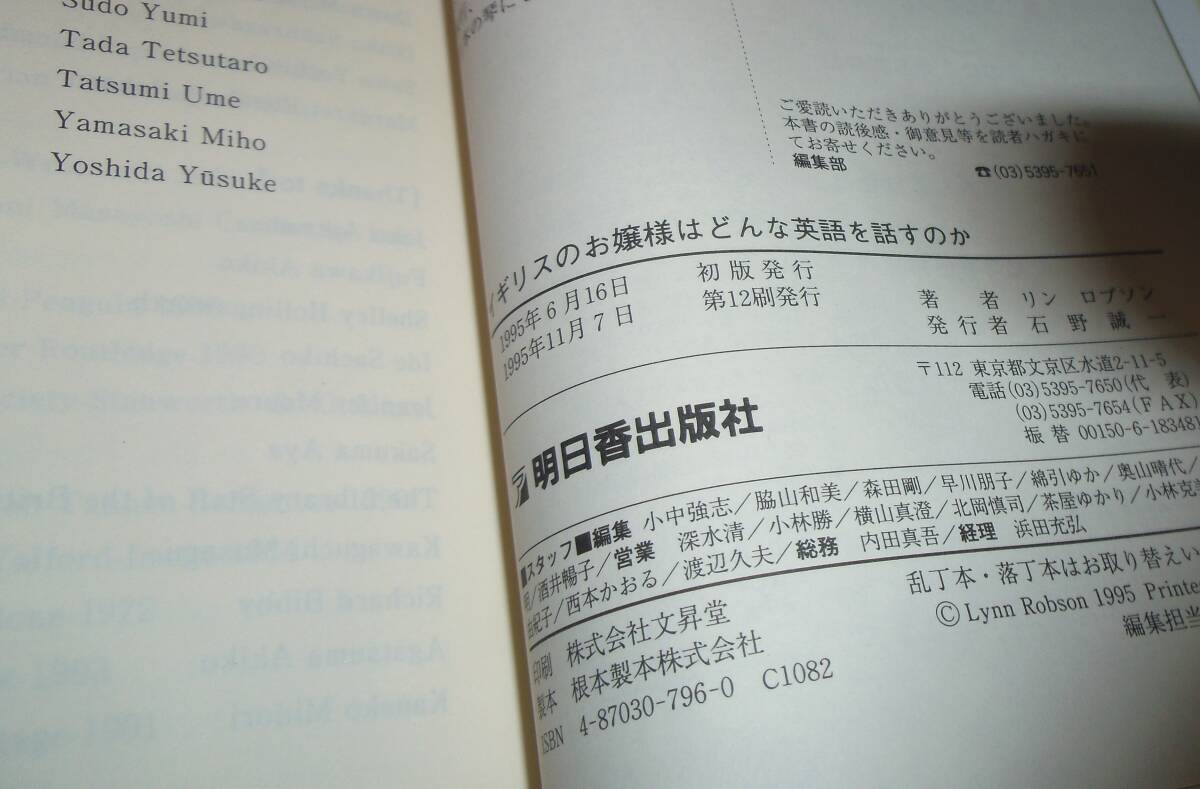 Sudo Yumi
Tada Tetsutaro
Tatsumi Ume
Yamasaki Miho
Yoshida Yūsuke
ご愛読いただきありがとうございました。
本書の読後感・御意見等を読者ハガキに
てお寄せください。
編集部 ☎(03)5395-7651
イギリスのお嬢様はどんな英語を話すのか
1995年6月16日 初版発行
1995年11月7日 第12刷発行
著者 リン ロブソン
発行者 石野誠一
〒112 東京都文京区水道2-11-5
電話(03)5395-7650(代表)
(03)5395-7654(FAX)
振替 00150-6-183481
明日香出版社
■スタッフ■編集 小中強志/脇山和美/森田剛/早川朋子/綿引ゆか/奥山晴代/
/酒井暢子/営業 深水清/小林勝/横山真澄/北岡慎司/茶屋ゆかり/小林克
由紀子/西本かおる/渡辺久夫/総務 内田真吾/経理 浜田充弘
印刷 株式会社文昇堂
製本 根本製本株式会社
ISBN 4-87030-796-0 C1082
乱丁本・落丁本はお取り替えい
© Lynn Robson 1995 Printe
編集担当